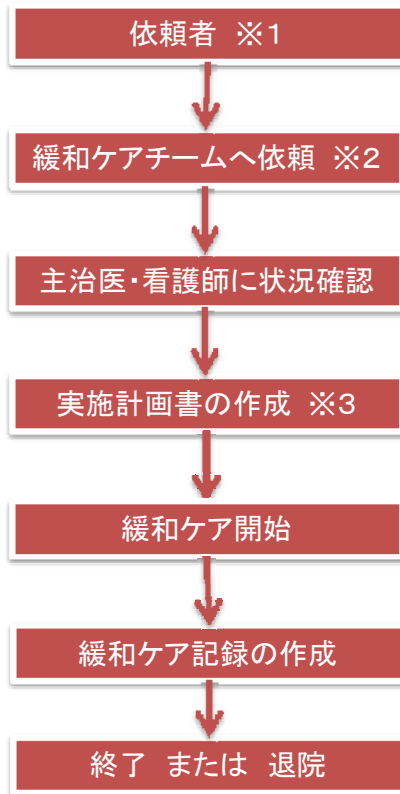 依頼者 ※1
緩和ケアチームへ依頼 ※2
主治医・看護師に状況確認
実施計画書の作成 ※3
緩和ケア開始
緩和ケア記録の作成
終了 または 退院